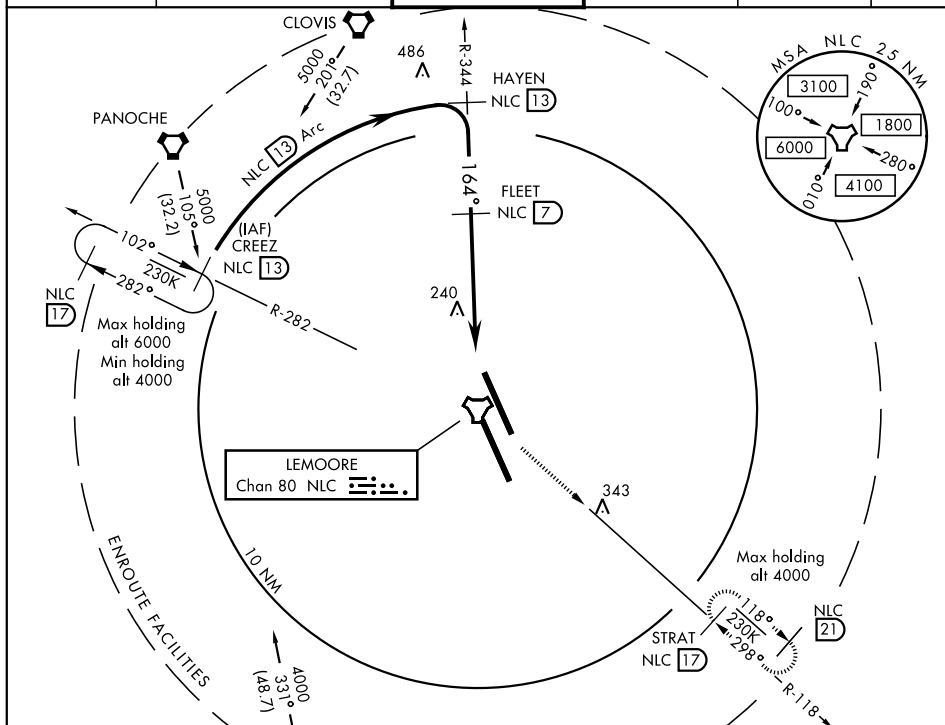 CLOVIS
5000
201°
(32.7)
486
R-344
HAYEN
NLC 13
MSA NLC 25 NM
3100
190°
100°
1800
6000
280°
010°
4100
PANOCHE
5000
105°
(32.2)
NLC 13 Arc
164°
FLEET
NLC 7
(IAF)
CREEZ
NLC 13
102°
230K
282°
NLC
17
R-282
Max holding
alt 6000
Min holding
alt 4000
240
LEMOORE
Chan 80 NLC
343
10 NM
ENROUTE FACILITIES
Max holding
alt 4000
118°
230K
298°
NLC
21
STRAT
NLC 17
R-118
4000
331°
(48.7)